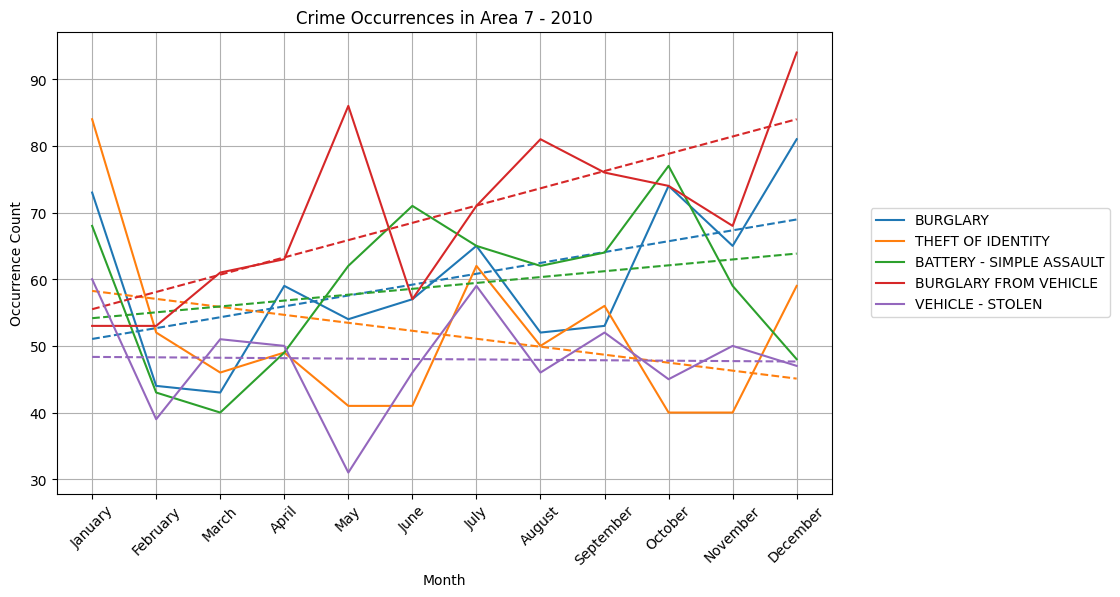 Crime Occurrences in Area 7 - 2010
Occurrence Count
90
80
70
60
50
40
30
January
February
March
April
May
June
July
August
September
October
November
December
Month
BURGLARY
THEFT OF IDENTITY
BATTERY - SIMPLE ASSAULT
BURGLARY FROM VEHICLE
VEHICLE - STOLEN